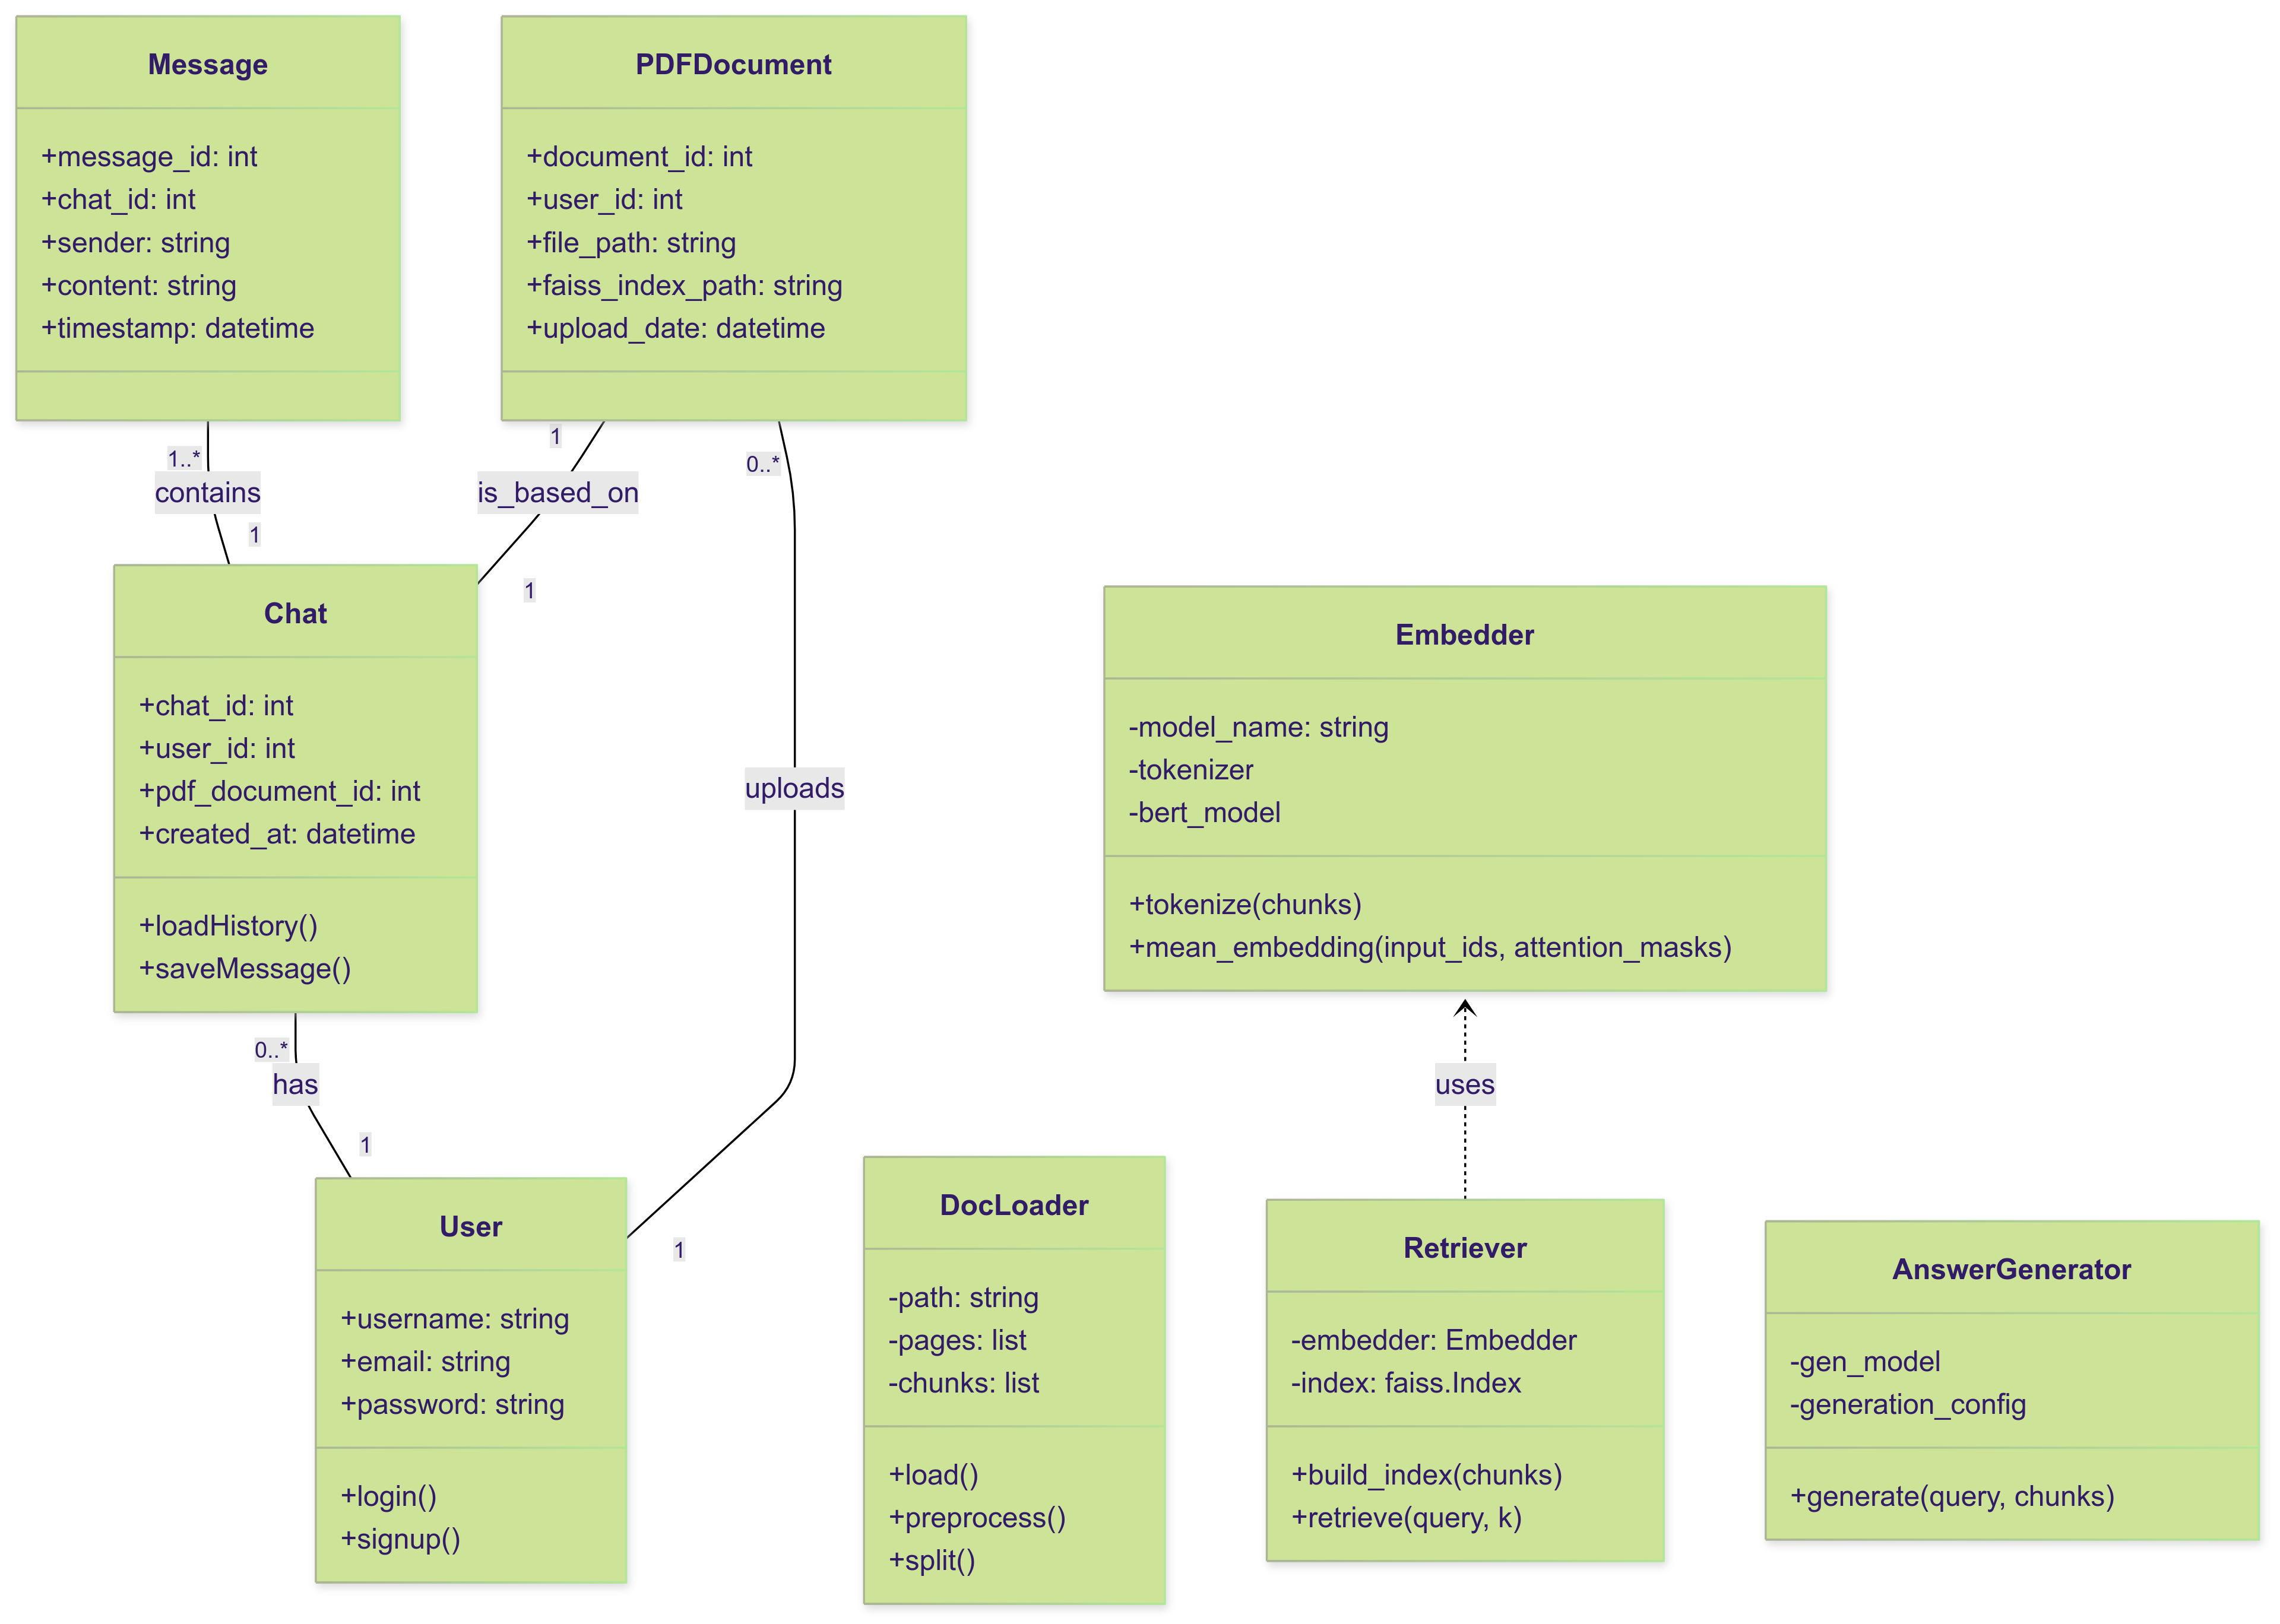 Message
+message_id: int
+chat_id: int
+sender: string
+content: string
+timestamp: datetime
PDFDocument
+document_id: int
+user_id: int
+file_path: string
+faiss_index_path: string
+upload_date: datetime
1..*
contains
1
1
is_based_on
1
0..*
uploads
1
Chat
+chat_id: int
+user_id: int
+pdf_document_id: int
+created_at: datetime
+loadHistory()
+saveMessage()
0..*
has
1
Embedder
-model_name: string
-tokenizer
-bert_model
+tokenize(chunks)
+mean_embedding(input_ids, attention_masks)
uses
User
+username: string
+email: string
+password: string
+login()
+signup()
DocLoader
-path: string
-pages: list
-chunks: list
+load()
+preprocess()
+split()
Retriever
-embedder: Embedder
-index: faiss.Index
+build_index(chunks)
+retrieve(query, k)
AnswerGenerator
-gen_model
-generation_config
+generate(query, chunks)